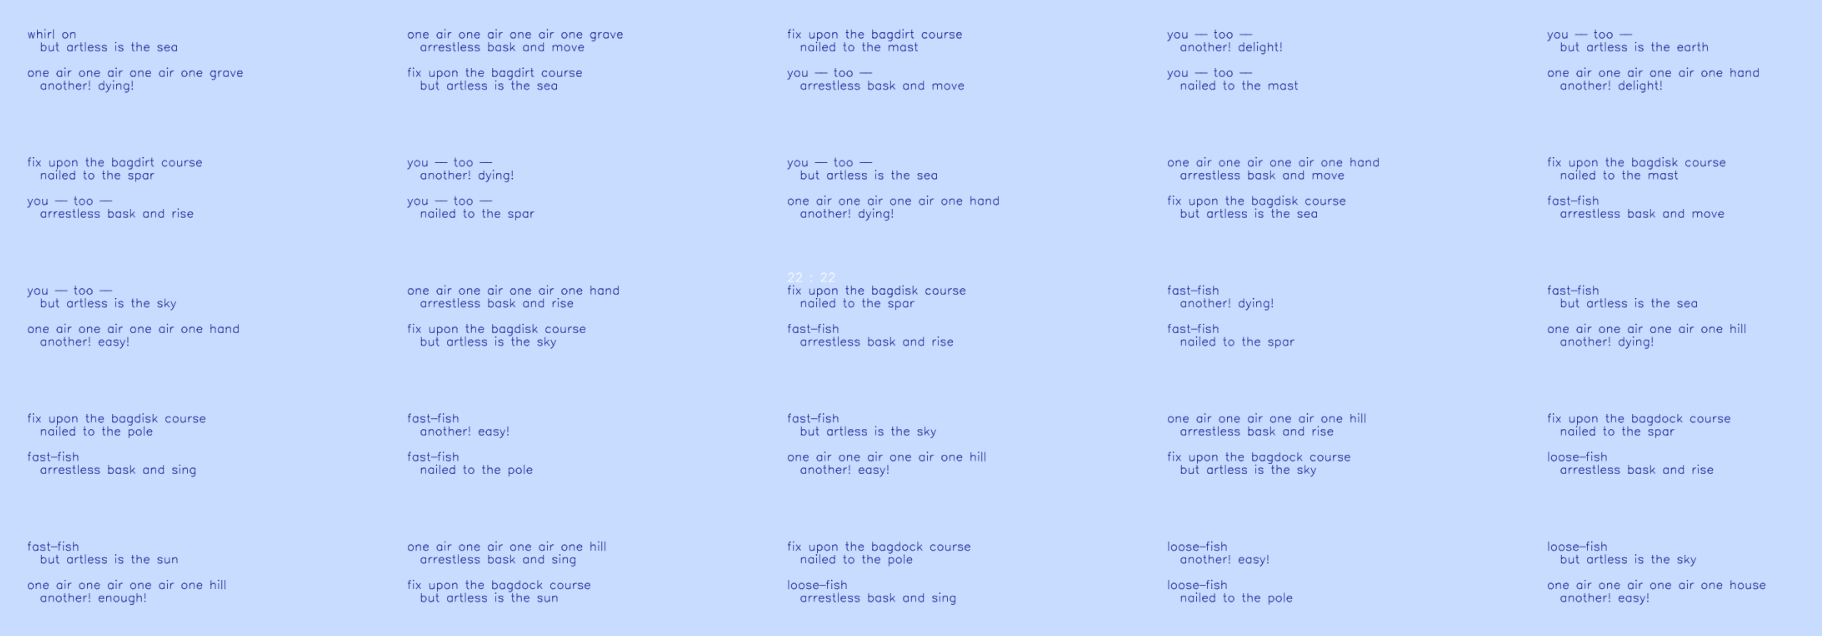 whirl on
but artless is the sea
one air one air one air one grave
another! dying!
one air one air one air one grave
arrestless bask and move
fix upon the bagdirt course
but artless is the sea
fix upon the bagdirt course
nailed to the mast
you — too —
arrestless bask and move
you — too —
another! delight!
you — too —
nailed to the mast
you — too —
but artless is the earth
one air one air one air one hand
another! delight!
fix upon the bagdirt course
nailed to the spar
you — too —
arrestless bask and rise
you — too —
another! dying!
you — too —
nailed to the spar
you — too —
but artless is the sea
one air one air one air one hand
another! dying!
one air one air one air one hand
arrestless bask and move
fix upon the bagdisk course
but artless is the sea
fix upon the bagdisk course
nailed to the mast
fast–fish
arrestless bask and move
you — too —
but artless is the sky
one air one air one air one hand
another! easy!
one air one air one air one hand
arrestless bask and rise
fix upon the bagdisk course
but artless is the sky
22 : 22
fix upon the bagdisk course
nailed to the spar
fast–fish
arrestless bask and rise
fast–fish
another! dying!
fast–fish
nailed to the spar
fast–fish
but artless is the sea
one air one air one air one hill
another! dying!
fix upon the bagdisk course
nailed to the pole
fast–fish
arrestless bask and sing
fast–fish
another! easy!
fast–fish
nailed to the pole
fast–fish
but artless is the sky
one air one air one air one hill
another! easy!
one air one air one air one hill
arrestless bask and rise
fix upon the bagdock course
but artless is the sky
fix upon the bagdock course
nailed to the spar
loose–fish
arrestless bask and rise
fast–fish
but artless is the sun
one air one air one air one hill
another! enough!
one air one air one air one hill
arrestless bask and sing
fix upon the bagdock course
but artless is the sun
fix upon the bagdock course
nailed to the pole
loose–fish
arrestless bask and sing
loose–fish
another! easy!
loose–fish
nailed to the pole
loose–fish
but artless is the sky
one air one air one air one house
another! easy!